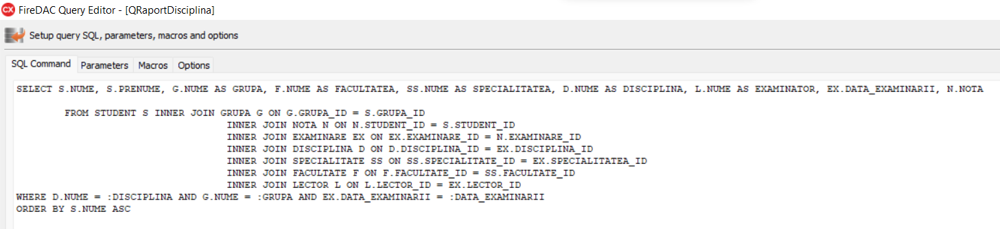 CX FireDAC Query Editor - [QRaportDisciplina]
Setup query SQL, parameters, macros and options
SQL Command Parameters Macros Options
SELECT S.NUME, S.PRENUME, G.NUME AS GRUPA, F.NUME AS FACULTATEA, SS.NUME AS SPECIALITATEA, D.NUME AS DISCIPLINA, L.NUME AS EXAMINATOR, EX.DATA_EXAMINARII, N.NOTA
FROM STUDENT S INNER JOIN GRUPA G ON G.GRUPA_ID = S.GRUPA_ID
INNER JOIN NOTA N ON N.STUDENT_ID = S.STUDENT_ID
INNER JOIN EXAMINARE EX ON EX.EXAMINARE_ID = N.EXAMINARE_ID
INNER JOIN DISCIPLINA D ON D.DISCIPLINA_ID = EX.DISCIPLINA_ID
INNER JOIN SPECIALITATE SS ON SS.SPECIALITATE_ID = EX.SPECIALITATEA_ID
INNER JOIN FACULTATE F ON F.FACULTATE_ID = SS.FACULTATE_ID
INNER JOIN LECTOR L ON L.LECTOR_ID = EX.LECTOR_ID
WHERE D.NUME = :DISCIPLINA AND G.NUME = :GRUPA AND EX.DATA_EXAMINARII = :DATA_EXAMINARII
ORDER BY S.NUME ASC